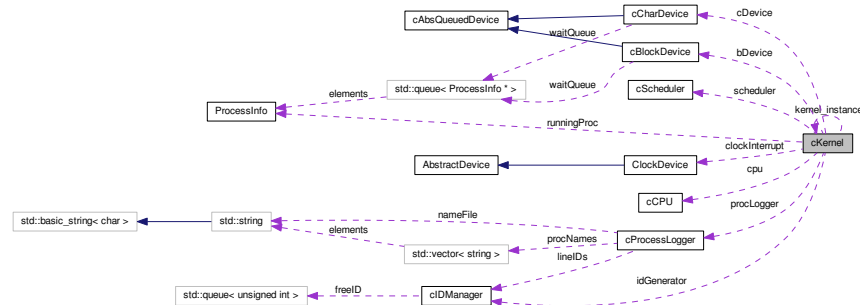 cCharDevice
cDevice
cAbsQueuedDevice
waitQueue
cBlockDevice
bDevice
std::queue< ProcessInfo * >
waitQueue
cScheduler
scheduler
elements
kernel_instance
ProcessInfo
runningProc
cKernel
clockInterrupt
AbstractDevice
ClockDevice
cpu
cCPU
procLogger
nameFile
std::basic_string< char >
std::string
elements
procNames
cProcessLogger
std::vector< string >
lineIDs
idGenerator
freeID
std::queue< unsigned int >
cIDManager